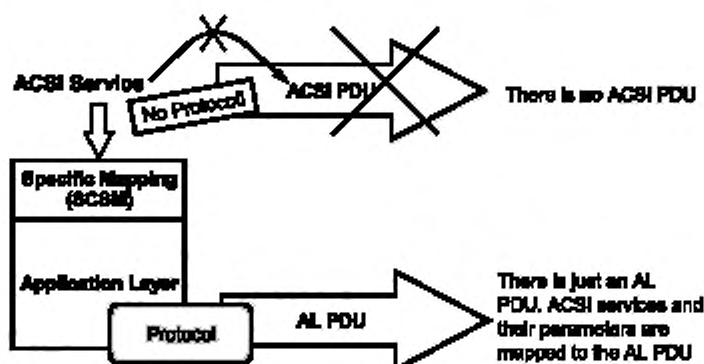 ACSI Service
No Protocol!
ACSI PDU
There is no ACSI PDU
Specific Mapping
(SCSM)
Application Layer
Protocol
AL PDU
There is just an AL
PDU. ACSI services and
their parameters are
mapped to the AL PDU